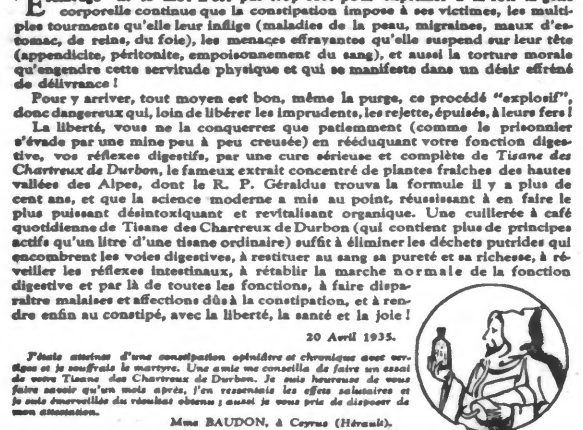 corporelle continue que la constipation impose à ses victimes, les multi-
ples tourments qu'elle leur inflige (maladies de la peau, migraines, maux d'es-
tomac, de reins, du foie), les menaces effrayantes qu'elle suspend sur leur tête
(appendicite, péritonite, empoisonnement du sang), et aussi la torture morale
qu'engendre cette servitude physique et qui se manifeste dans un désir effréné
de délivrance !
Pour y arriver, tout moyen est bon, même la purge, ce procédé "explosif",
donc dangereux qui, loin de libérer les imprudents, les rejette, épuisés, à leurs fers !
La liberté, vous ne la conquerrez que patiemment (comme le prisonnier
s'évade par une mine peu à peu creusée) en rééduquant votre fonction diges-
tive, vos réflexes digestifs, par une cure sérieuse et complète de Tisane des
Chartreux de Durbon, le fameux extrait concentré de plantes fraîches des hautes
vallées des Alpes, dont le R. P. Géraldus trouva la formule il y a plus de
cent ans, et que la science moderne a mis au point, réussissant à en faire le
plus puissant désintoxiquant et revitalisant organique. Une cuillerée à café
quotidienne de Tisane des Chartreux de Durbon (qui contient plus de principes
actifs qu'un litre d'une tisane ordinaire) suffit à éliminer les déchets putrides qui
encombrent les voies digestives, à restituer au sang sa pureté et sa richesse, à ré-
veiller les réflexes intestinaux, à rétablir la marche normale de la fonction
digestive et par là de toutes les fonctions, à faire dispa-
raître malaises et affections dûs à la constipation, et à ren-
dre enfin au constipé, avec la liberté, la santé et la joie !
20 Avril 1935.
J'étais atteinte d'une constipation opiniâtre et chronique avec ver-
tiges et je souffrais le martyre. Une amie me conseilla de faire un essai
de votre Tisane des Chartreux de Durbon. Je suis heureuse de vous
faire savoir qu'un mois après, j'en ressentais les effets salutaires et
je suis émerveillée du résultat obtenu ; aussi je vous prie de disposer de
mon attestation.
Mme BAUDON, à Ceyras (Hérault).